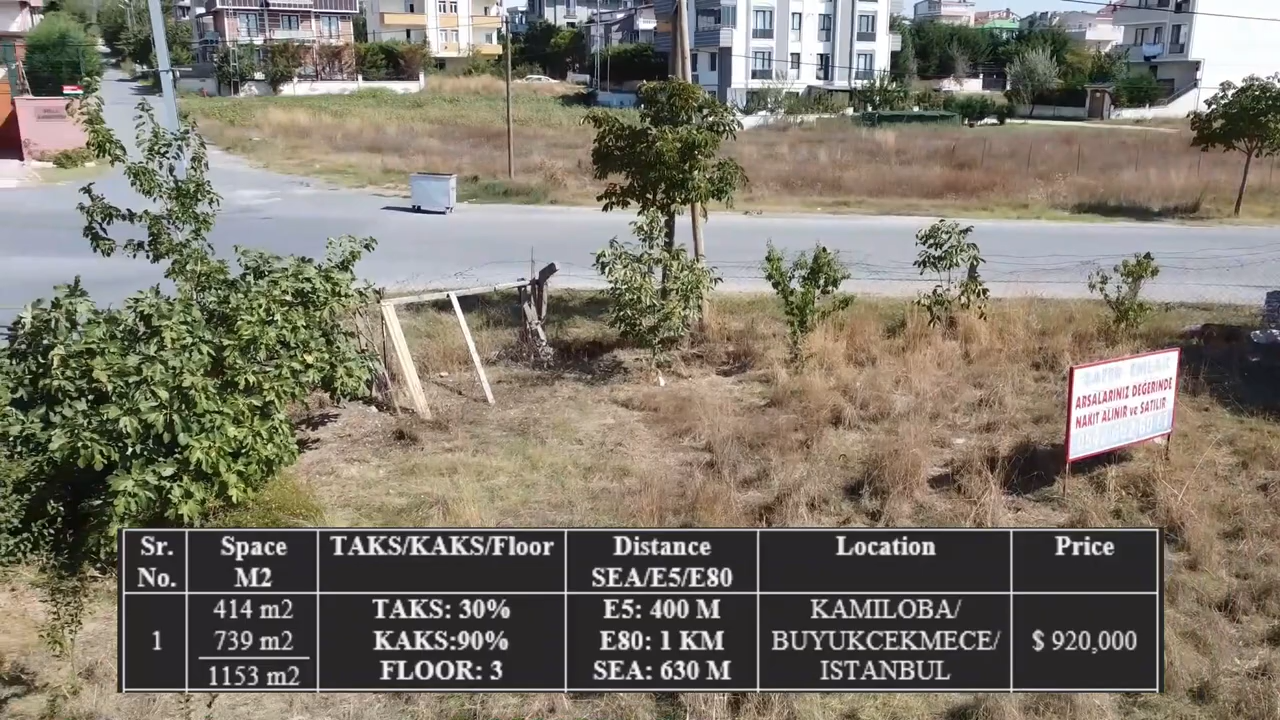 ARSALARINIZ DEĞERINDE
NAKIT ALINIR ve SATILIR
Sr. No.
Space M2
TAKS/KAKS/Floor
Distance SEA/E5/E80
Location
Price
1
414 m2
739 m2
1153 m2
TAKS: 30%
KAKS:90%
FLOOR: 3
E5: 400 M
E80: 1 KM
SEA: 630 M
KAMILOBA/
BUYUKCEKMECE/
ISTANBUL
$ 920,000